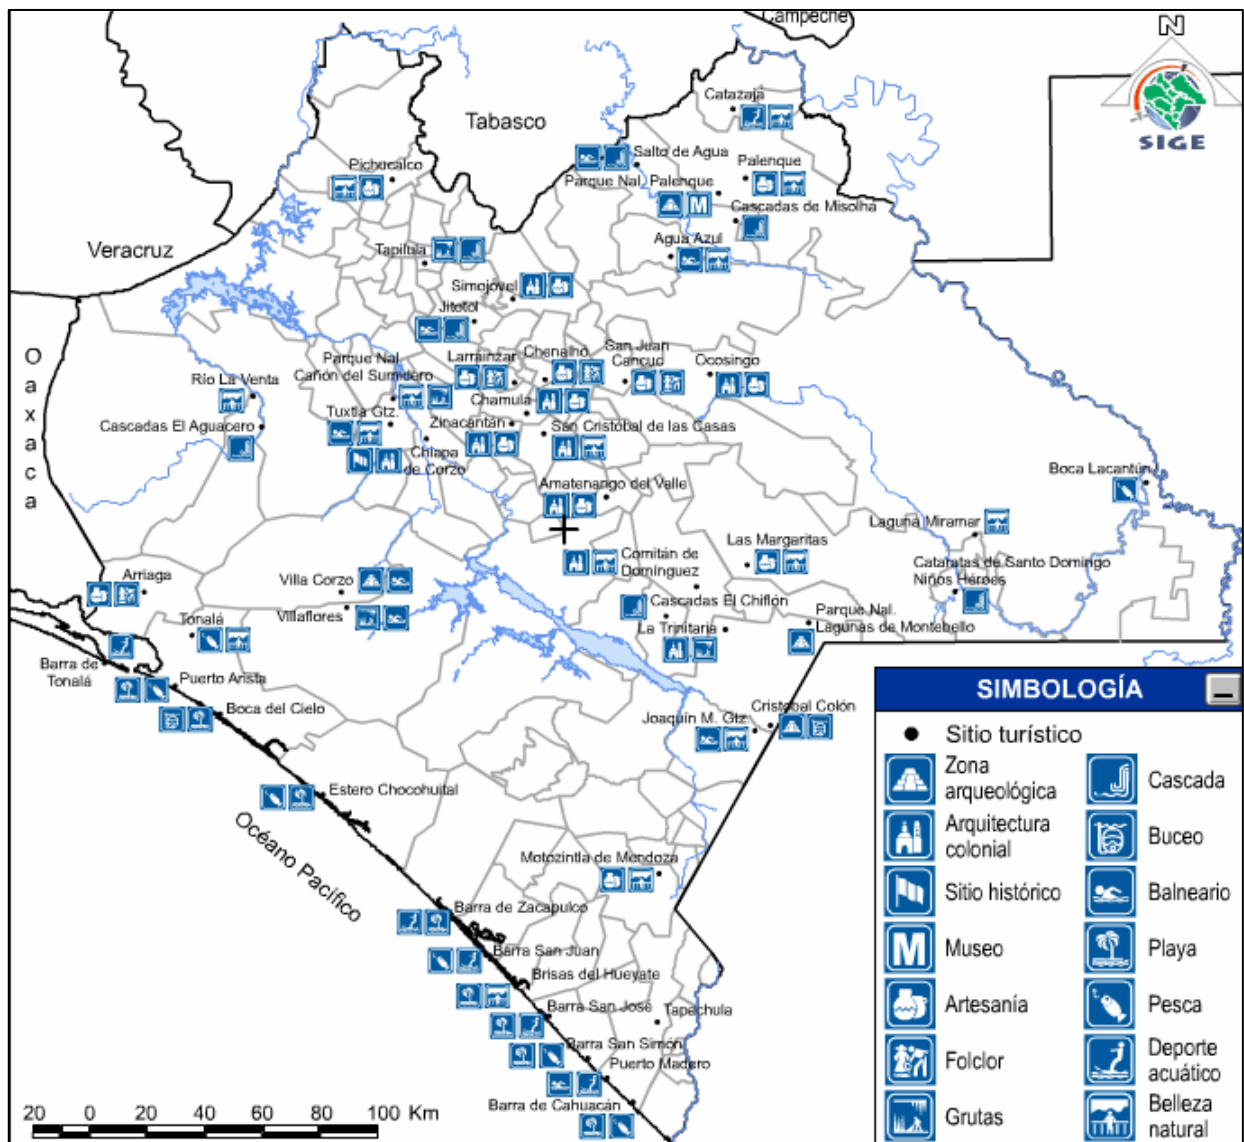 Campeche
N
SIGE
Tabasco
Catazajá
Salto de Agua
Palenque
Pichucalco
Parque Nal. Palenque
Cascadas de Misolha
Veracruz
Tapilula
Agua Azul
Simojovel
Jitotol
Oaxaca
Parque Nal.
Cañón del Sumidero
Larrainzar
Chenalhó
San Juan
Cancuc
Ocosingo
Río La Venta
Chamula
Tuxtla Gtz.
Zinacantán
Cascadas El Aguacero
San Cristóbal de las Casas
Chiapa
de Corzo
Boca Lacantún
Amatenango del Valle
Laguna Miramar
Las Margaritas
Comitán de
Domínguez
Cataratas de Santo Domingo
Niños Héroes
Arriaga
Villa Corzo
Cascadas El Chiflón
Villaflores
Parque Nal.
Lagunas de Montebello
Tonalá
La Trinitaria
Barra de
Tonalá
Puerto Arista
Boca del Cielo
Joaquín M. Gtz.
Cristóbal Colón
Estero Chocohuital
Océano Pacífico
Motozintla de Mendoza
Barra de Zacapulco
Barra San Juan
Brisas del Hueyate
Barra San José
Tapachula
Barra San Simón
Puerto Madero
Barra de Cahuacán
20 0 20 40 60 80 100 Km
SIMBOLOGÍA
Sitio turístico
Zona
arqueológica
Cascada
Arquitectura
colonial
Buceo
Sitio histórico
Balneario
M
Museo
Playa
Artesanía
Pesca
Folclor
Deporte
acuático
Grutas
Belleza
natural